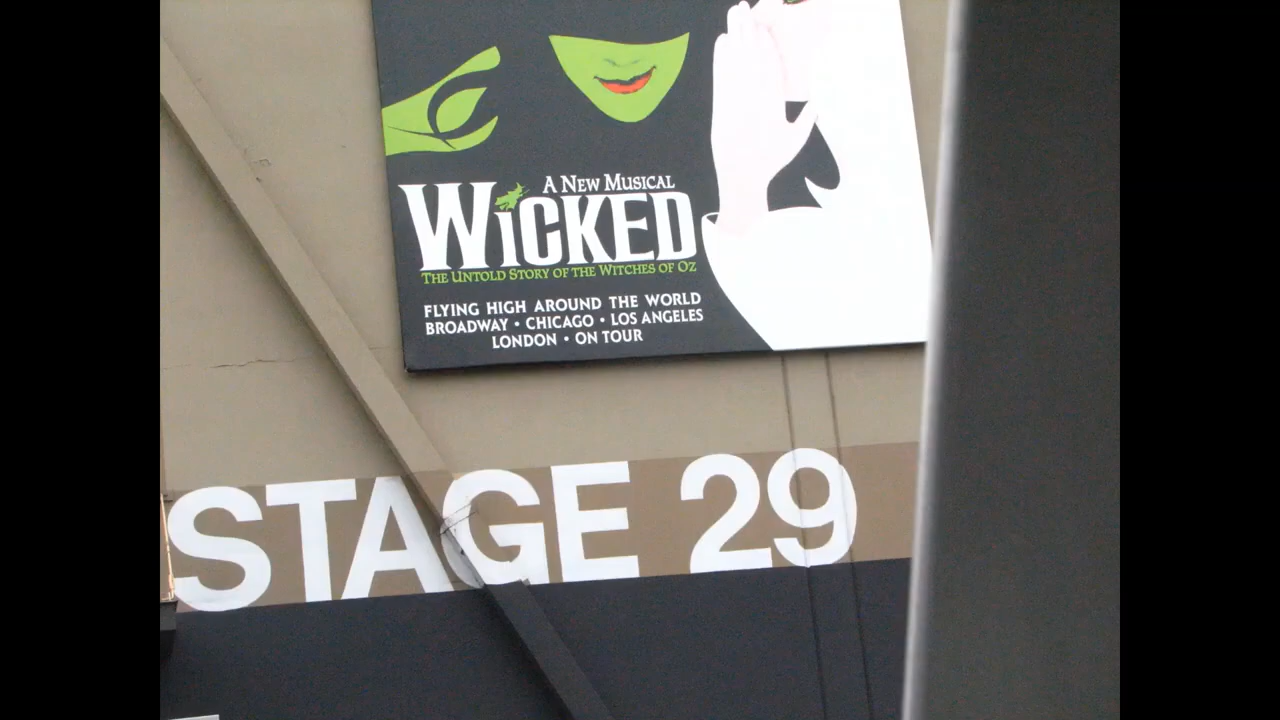 A NEW MUSICAL
WICKED
THE UNTOLD STORY OF THE WITCHES OF OZ
FLYING HIGH AROUND THE WORLD
BROADWAY • CHICAGO • LOS ANGELES
LONDON • ON TOUR
STAGE 29